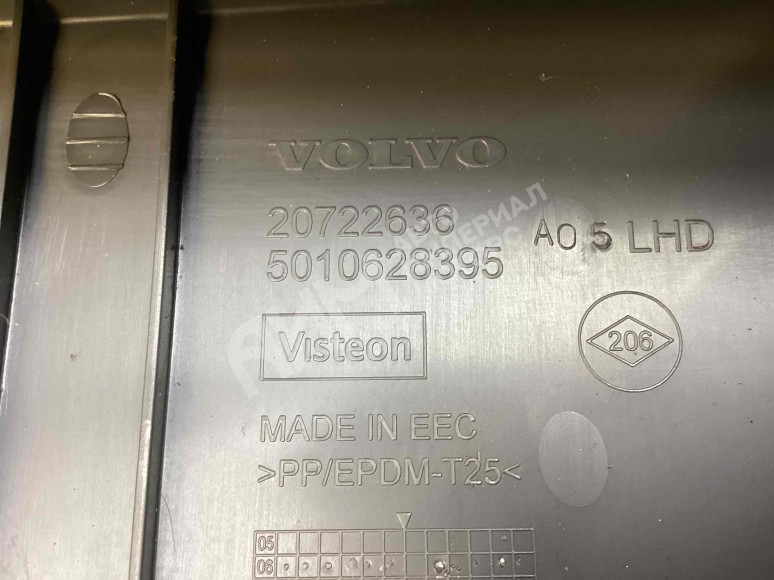 VOLVO
20722636
5010628395
A0 5 LHD
Visteon
206
MADE IN EEC
>PP/EPDM-T25<
05
06